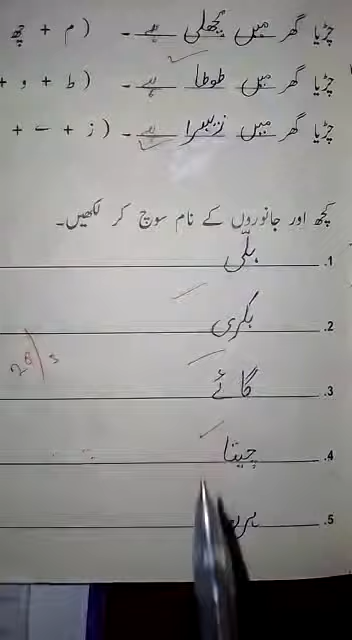 چڑیا گھر میں مچھلی ہے۔ (م + چھ
چڑیا گھر میں طوطا ہے۔ (ط + و +
چڑیا گھر میں زیبرا ہے۔ (ز + ے +
کچھ اور جانوروں کے نام سوچ کر لکھیں۔
1. بلّی
2. بکری
3. گائے
4. چیتا
5.